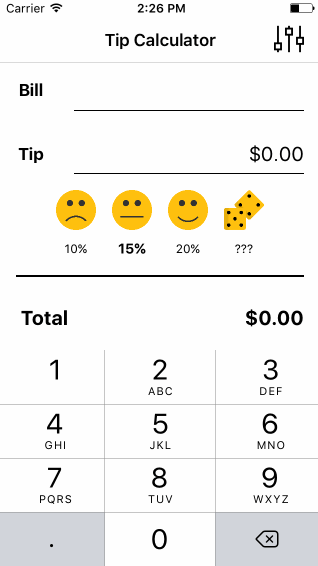 Carrier 2:26 PM
Tip Calculator
Bill
Tip $0.00
10% 15% 20% ???
Total $0.00
1 2 3
ABC DEF
4 5 6
GHI JKL MNO
7 8 9
PQRS TUV WXYZ
. 0